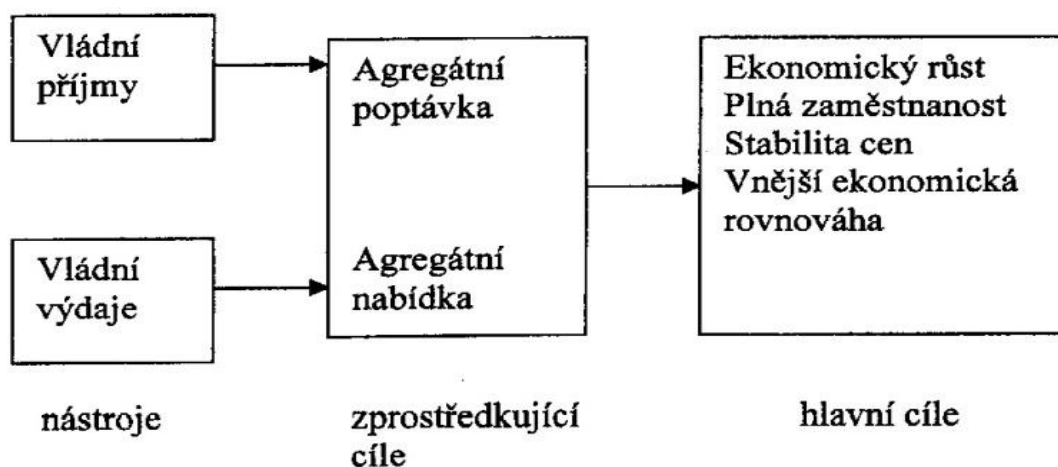 Vládní
příjmy
Vládní
výdaje
Agregátní
poptávka
Agregátní
nabídka
Ekonomický růst
Plná zaměstnanost
Stabilita cen
Vnější ekonomická
rovnováha
nástroje
zprostředkující
cíle
hlavní cíle